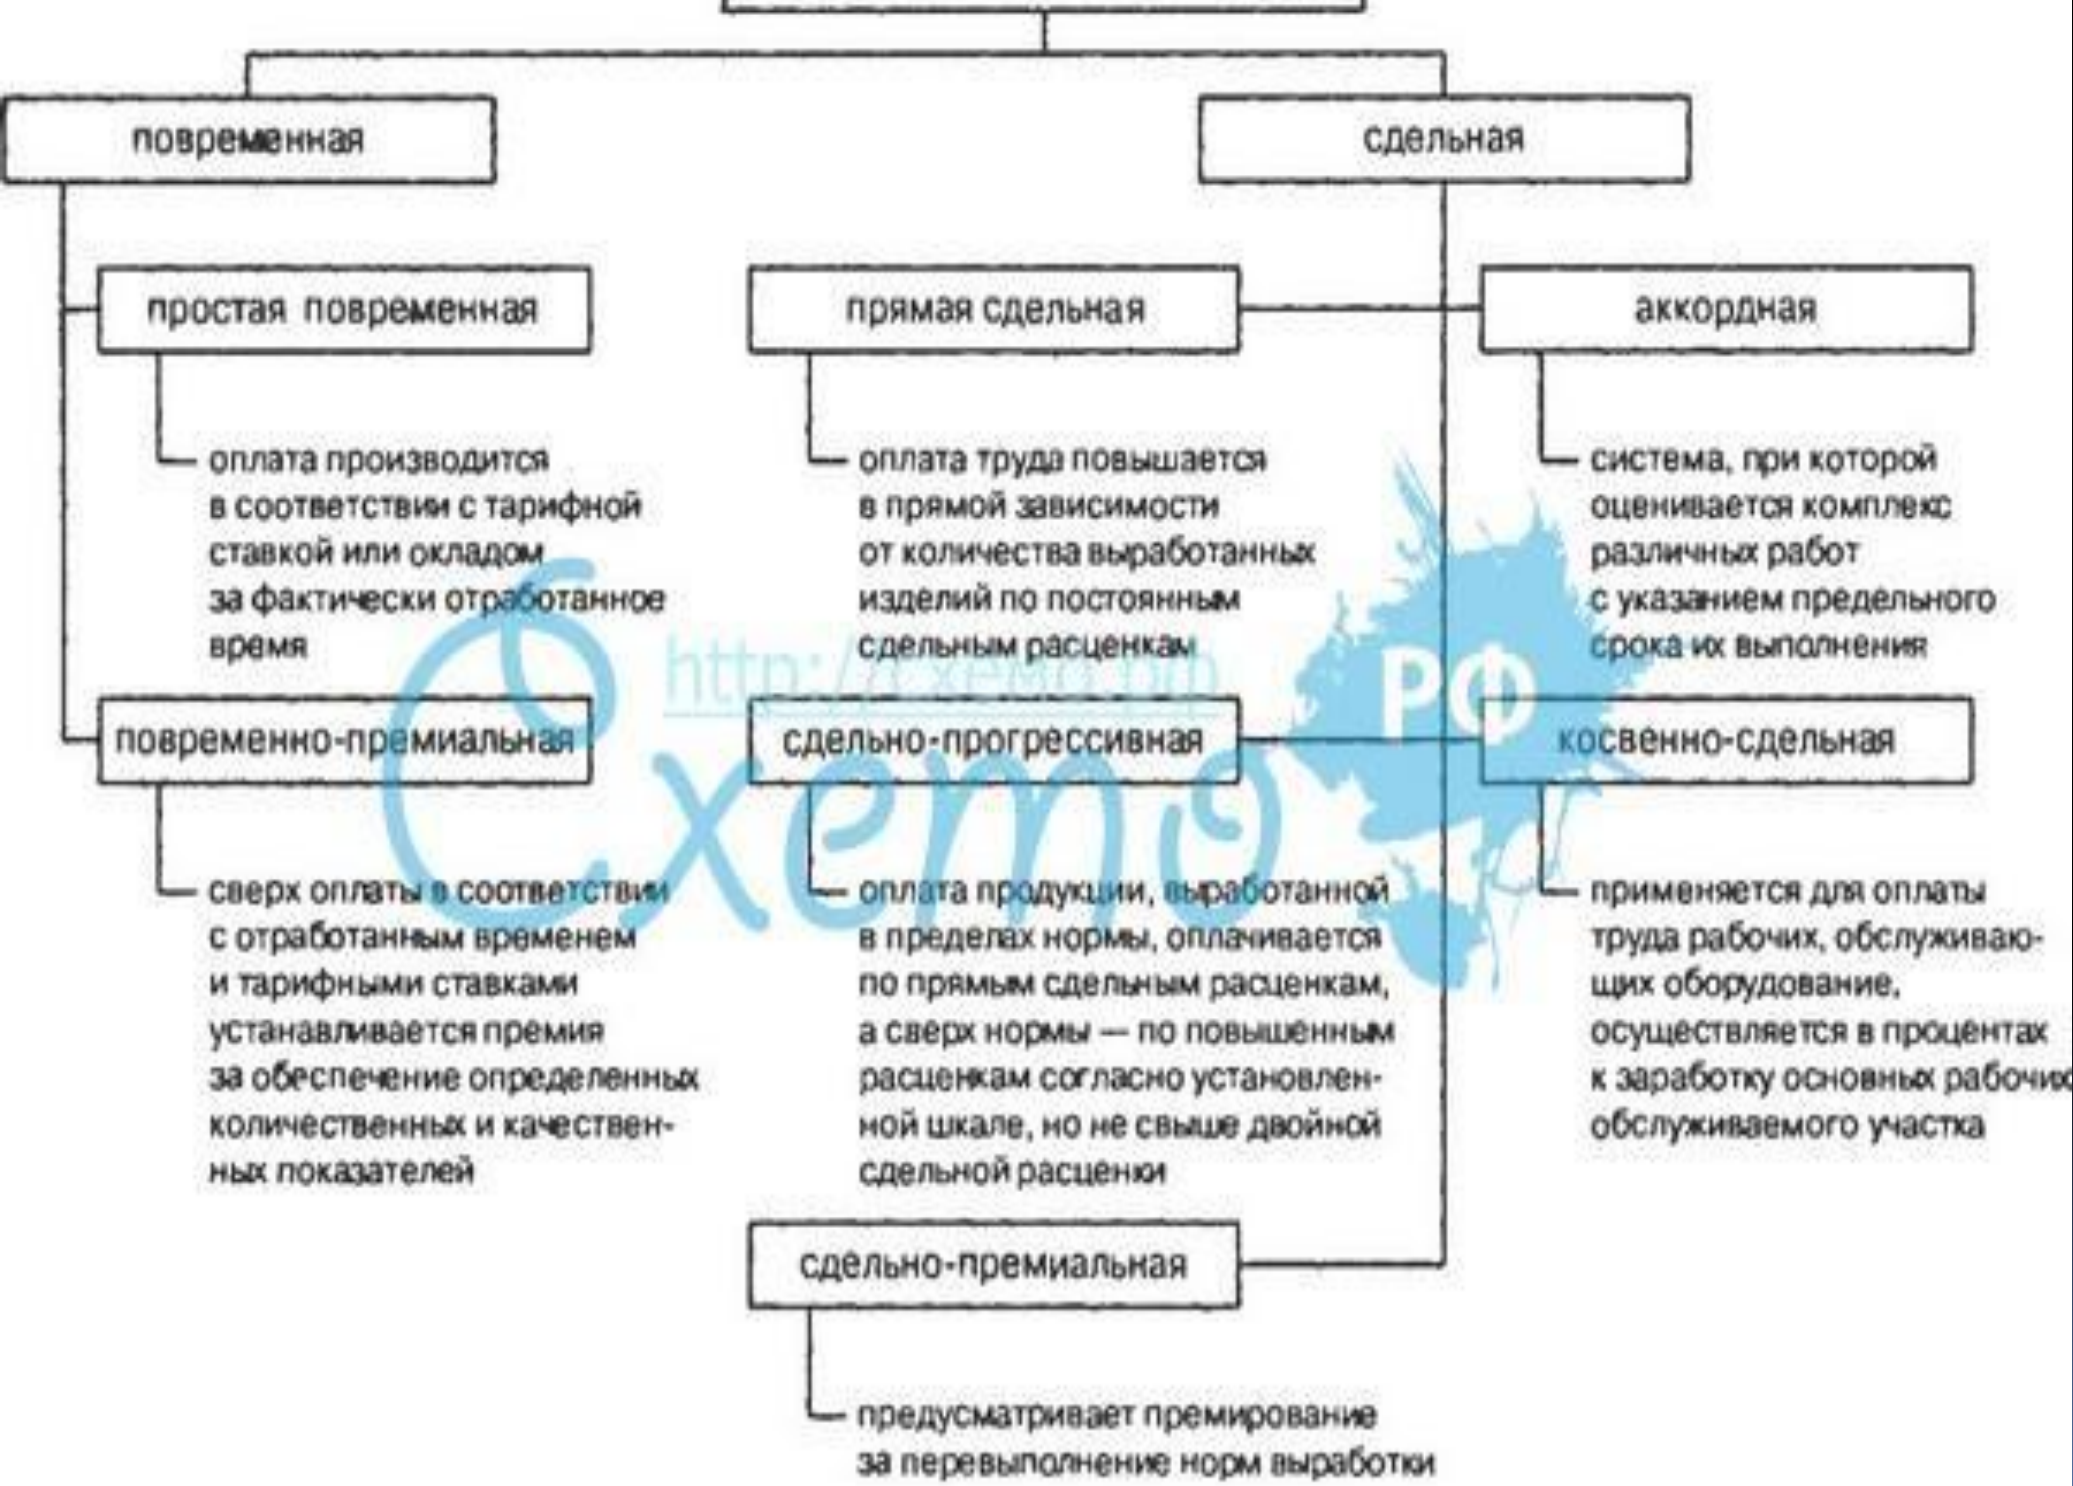 повременная
сдельная
простая повременная
прямая сдельная
аккордная
оплата производится
в соответствии с тарифной
ставкой или окладом
за фактически отработанное
время
оплата труда повышается
в прямой зависимости
от количества выработанных
изделий по постоянным
сдельным расценкам
система, при которой
оценивается комплекс
различных работ
с указанием предельного
срока их выполнения
http://схемо.рф
Схемо
РФ
повременно-премиальная
сдельно-прогрессивная
косвенно-сдельная
сверх оплаты в соответствии
с отработанным временем
и тарифными ставками
устанавливается премия
за обеспечение определенных
количественных и качествен-
ных показателей
оплата продукции, выработанной
в пределах нормы, оплачивается
по прямым сдельным расценкам,
а сверх нормы — по повышенным
расценкам согласно установлен-
ной шкале, но не свыше двойной
сдельной расценки
применяется для оплаты
труда рабочих, обслуживаю-
щих оборудование,
осуществляется в процентах
к заработку основных рабочих
обслуживаемого участка
сдельно-премиальная
предусматривает премирование
за перевыполнение норм выработки